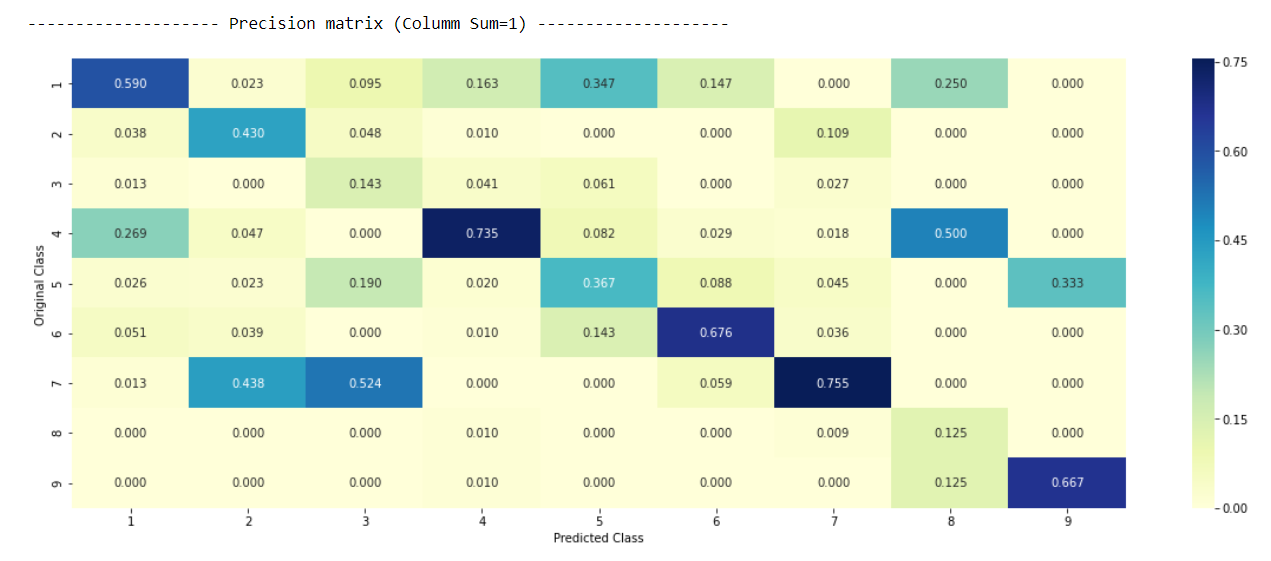 -------------------- Precision matrix (Columm Sum=1) --------------------
1 0.590 0.023 0.095 0.163 0.347 0.147 0.000 0.250 0.000
2 0.038 0.430 0.048 0.010 0.000 0.000 0.109 0.000 0.000
3 0.013 0.000 0.143 0.041 0.061 0.000 0.027 0.000 0.000
4 0.269 0.047 0.000 0.735 0.082 0.029 0.018 0.500 0.000
5 0.026 0.023 0.190 0.020 0.367 0.088 0.045 0.000 0.333
6 0.051 0.039 0.000 0.010 0.143 0.676 0.036 0.000 0.000
7 0.013 0.438 0.524 0.000 0.000 0.059 0.755 0.000 0.000
8 0.000 0.000 0.000 0.010 0.000 0.000 0.009 0.125 0.000
9 0.000 0.000 0.000 0.010 0.000 0.000 0.000 0.125 0.667
1 2 3 4 5 6 7 8 9
Predicted Class
Original Class
0.75
0.60
0.45
0.30
0.15
0.00